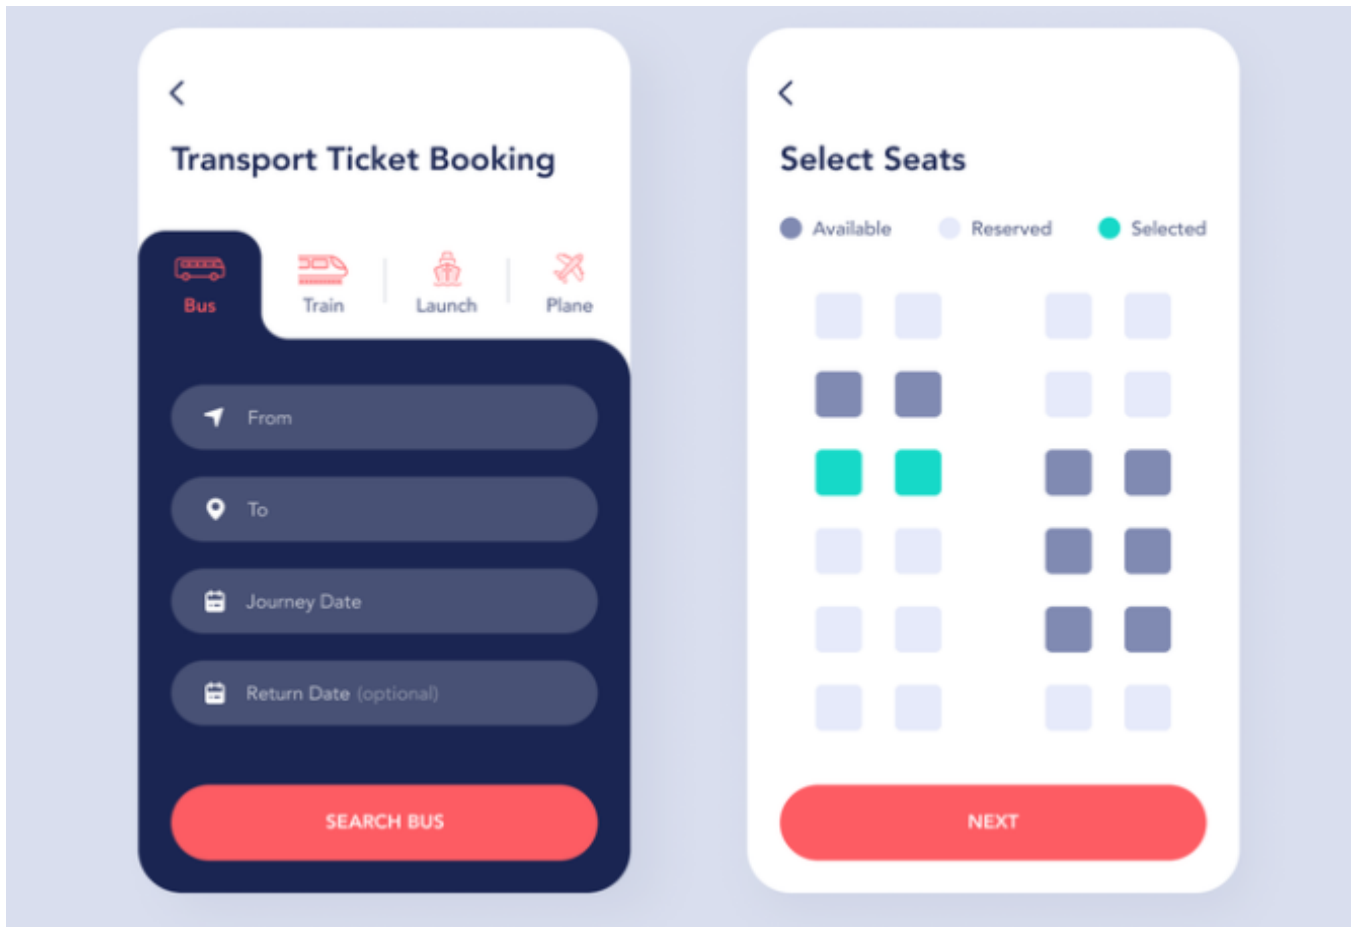 Transport Ticket Booking
Bus
Train
Launch
Plane
From
To
Journey Date
Return Date (optional)
SEARCH BUS
Select Seats
Available
Reserved
Selected
NEXT